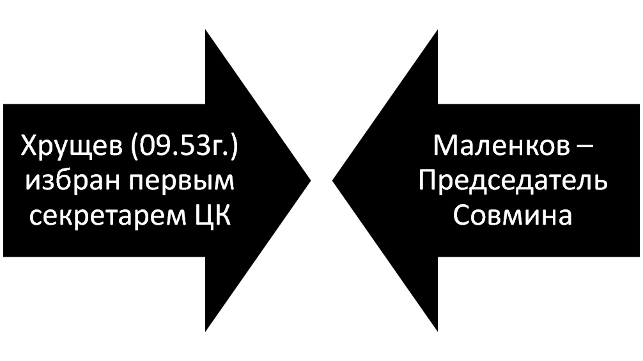 Хрущев (09.53г.)
избран первым
секретарем ЦК
Маленков –
Председатель
Совмина